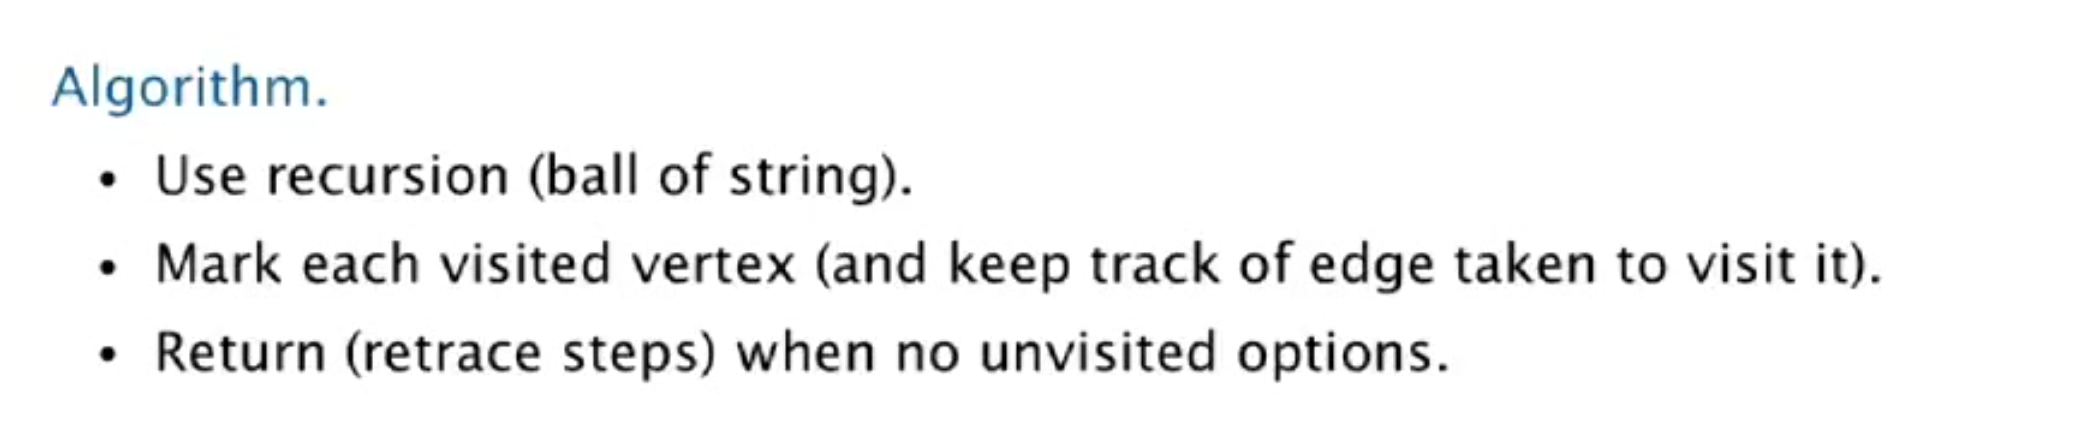 Algorithm.
• Use recursion (ball of string).
• Mark each visited vertex (and keep track of edge taken to visit it).
• Return (retrace steps) when no unvisited options.